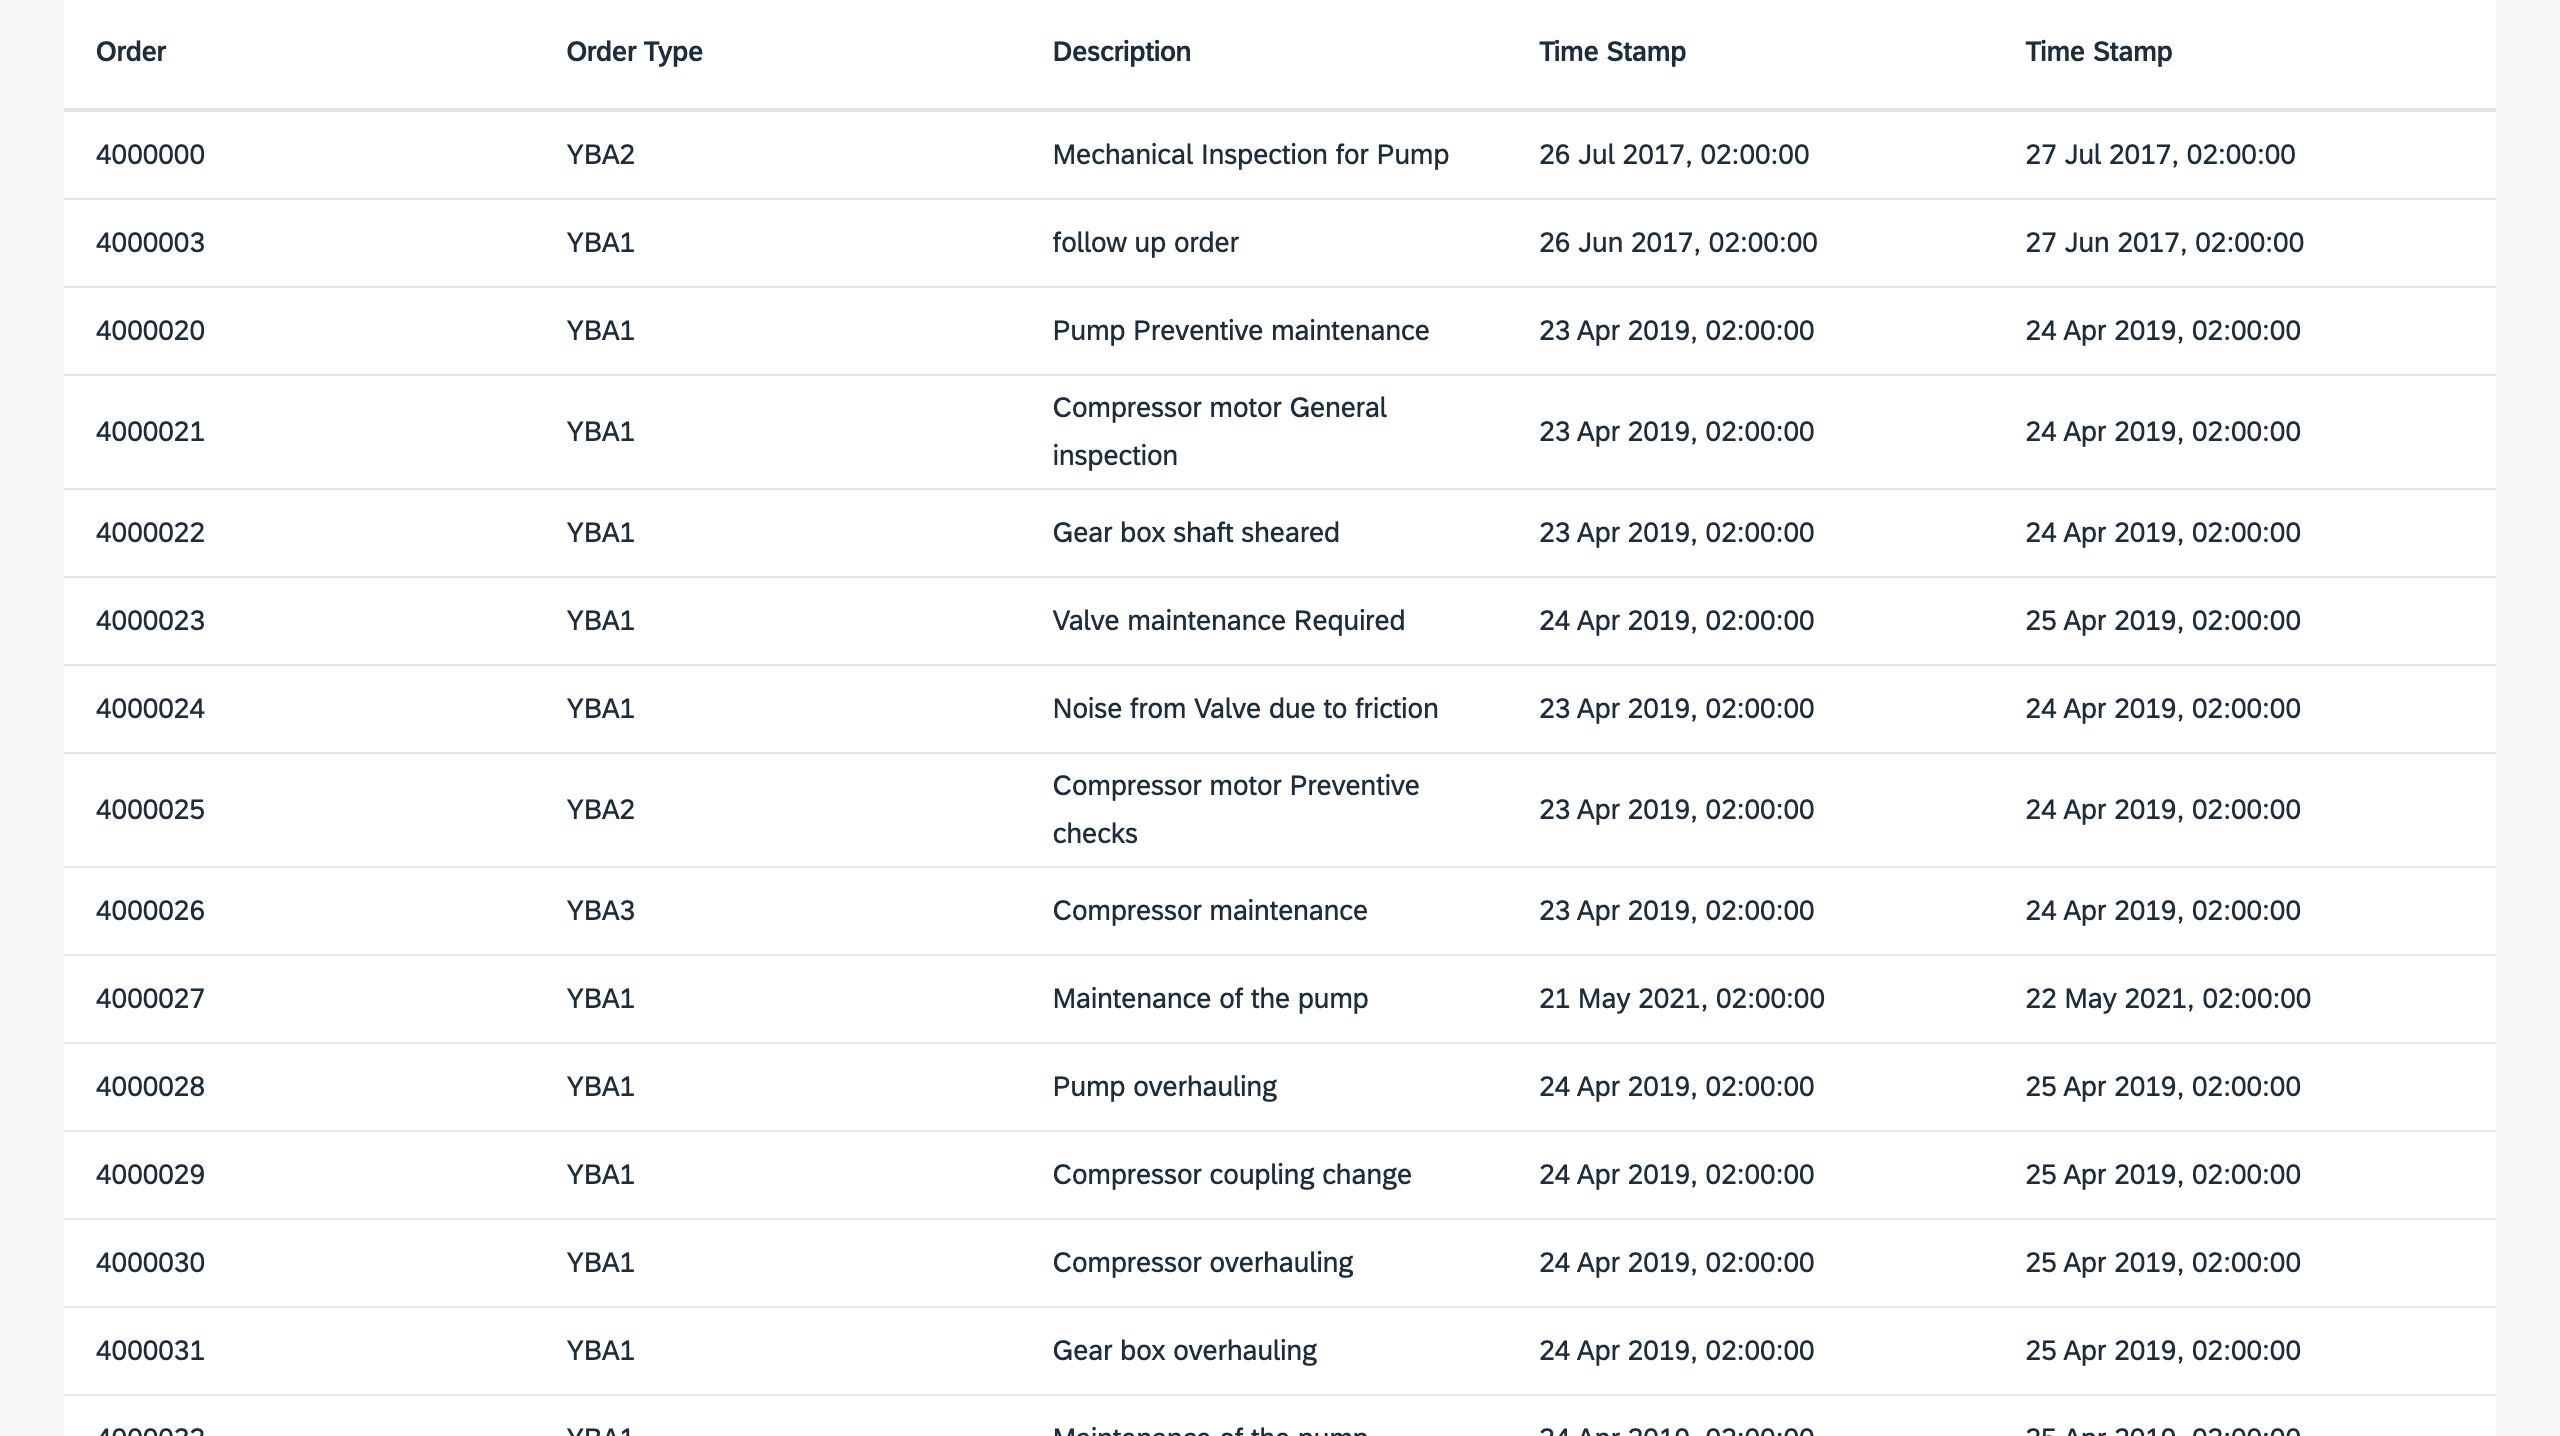 Order Order Type Description Time Stamp Time Stamp
4000000 YBA2 Mechanical Inspection for Pump 26 Jul 2017, 02:00:00 27 Jul 2017, 02:00:00
4000003 YBA1 follow up order 26 Jun 2017, 02:00:00 27 Jun 2017, 02:00:00
4000020 YBA1 Pump Preventive maintenance 23 Apr 2019, 02:00:00 24 Apr 2019, 02:00:00
4000021 YBA1 Compressor motor General
inspection 23 Apr 2019, 02:00:00 24 Apr 2019, 02:00:00
4000022 YBA1 Gear box shaft sheared 23 Apr 2019, 02:00:00 24 Apr 2019, 02:00:00
4000023 YBA1 Valve maintenance Required 24 Apr 2019, 02:00:00 25 Apr 2019, 02:00:00
4000024 YBA1 Noise from Valve due to friction 23 Apr 2019, 02:00:00 24 Apr 2019, 02:00:00
4000025 YBA2 Compressor motor Preventive
checks 23 Apr 2019, 02:00:00 24 Apr 2019, 02:00:00
4000026 YBA3 Compressor maintenance 23 Apr 2019, 02:00:00 24 Apr 2019, 02:00:00
4000027 YBA1 Maintenance of the pump 21 May 2021, 02:00:00 22 May 2021, 02:00:00
4000028 YBA1 Pump overhauling 24 Apr 2019, 02:00:00 25 Apr 2019, 02:00:00
4000029 YBA1 Compressor coupling change 24 Apr 2019, 02:00:00 25 Apr 2019, 02:00:00
4000030 YBA1 Compressor overhauling 24 Apr 2019, 02:00:00 25 Apr 2019, 02:00:00
4000031 YBA1 Gear box overhauling 24 Apr 2019, 02:00:00 25 Apr 2019, 02:00:00